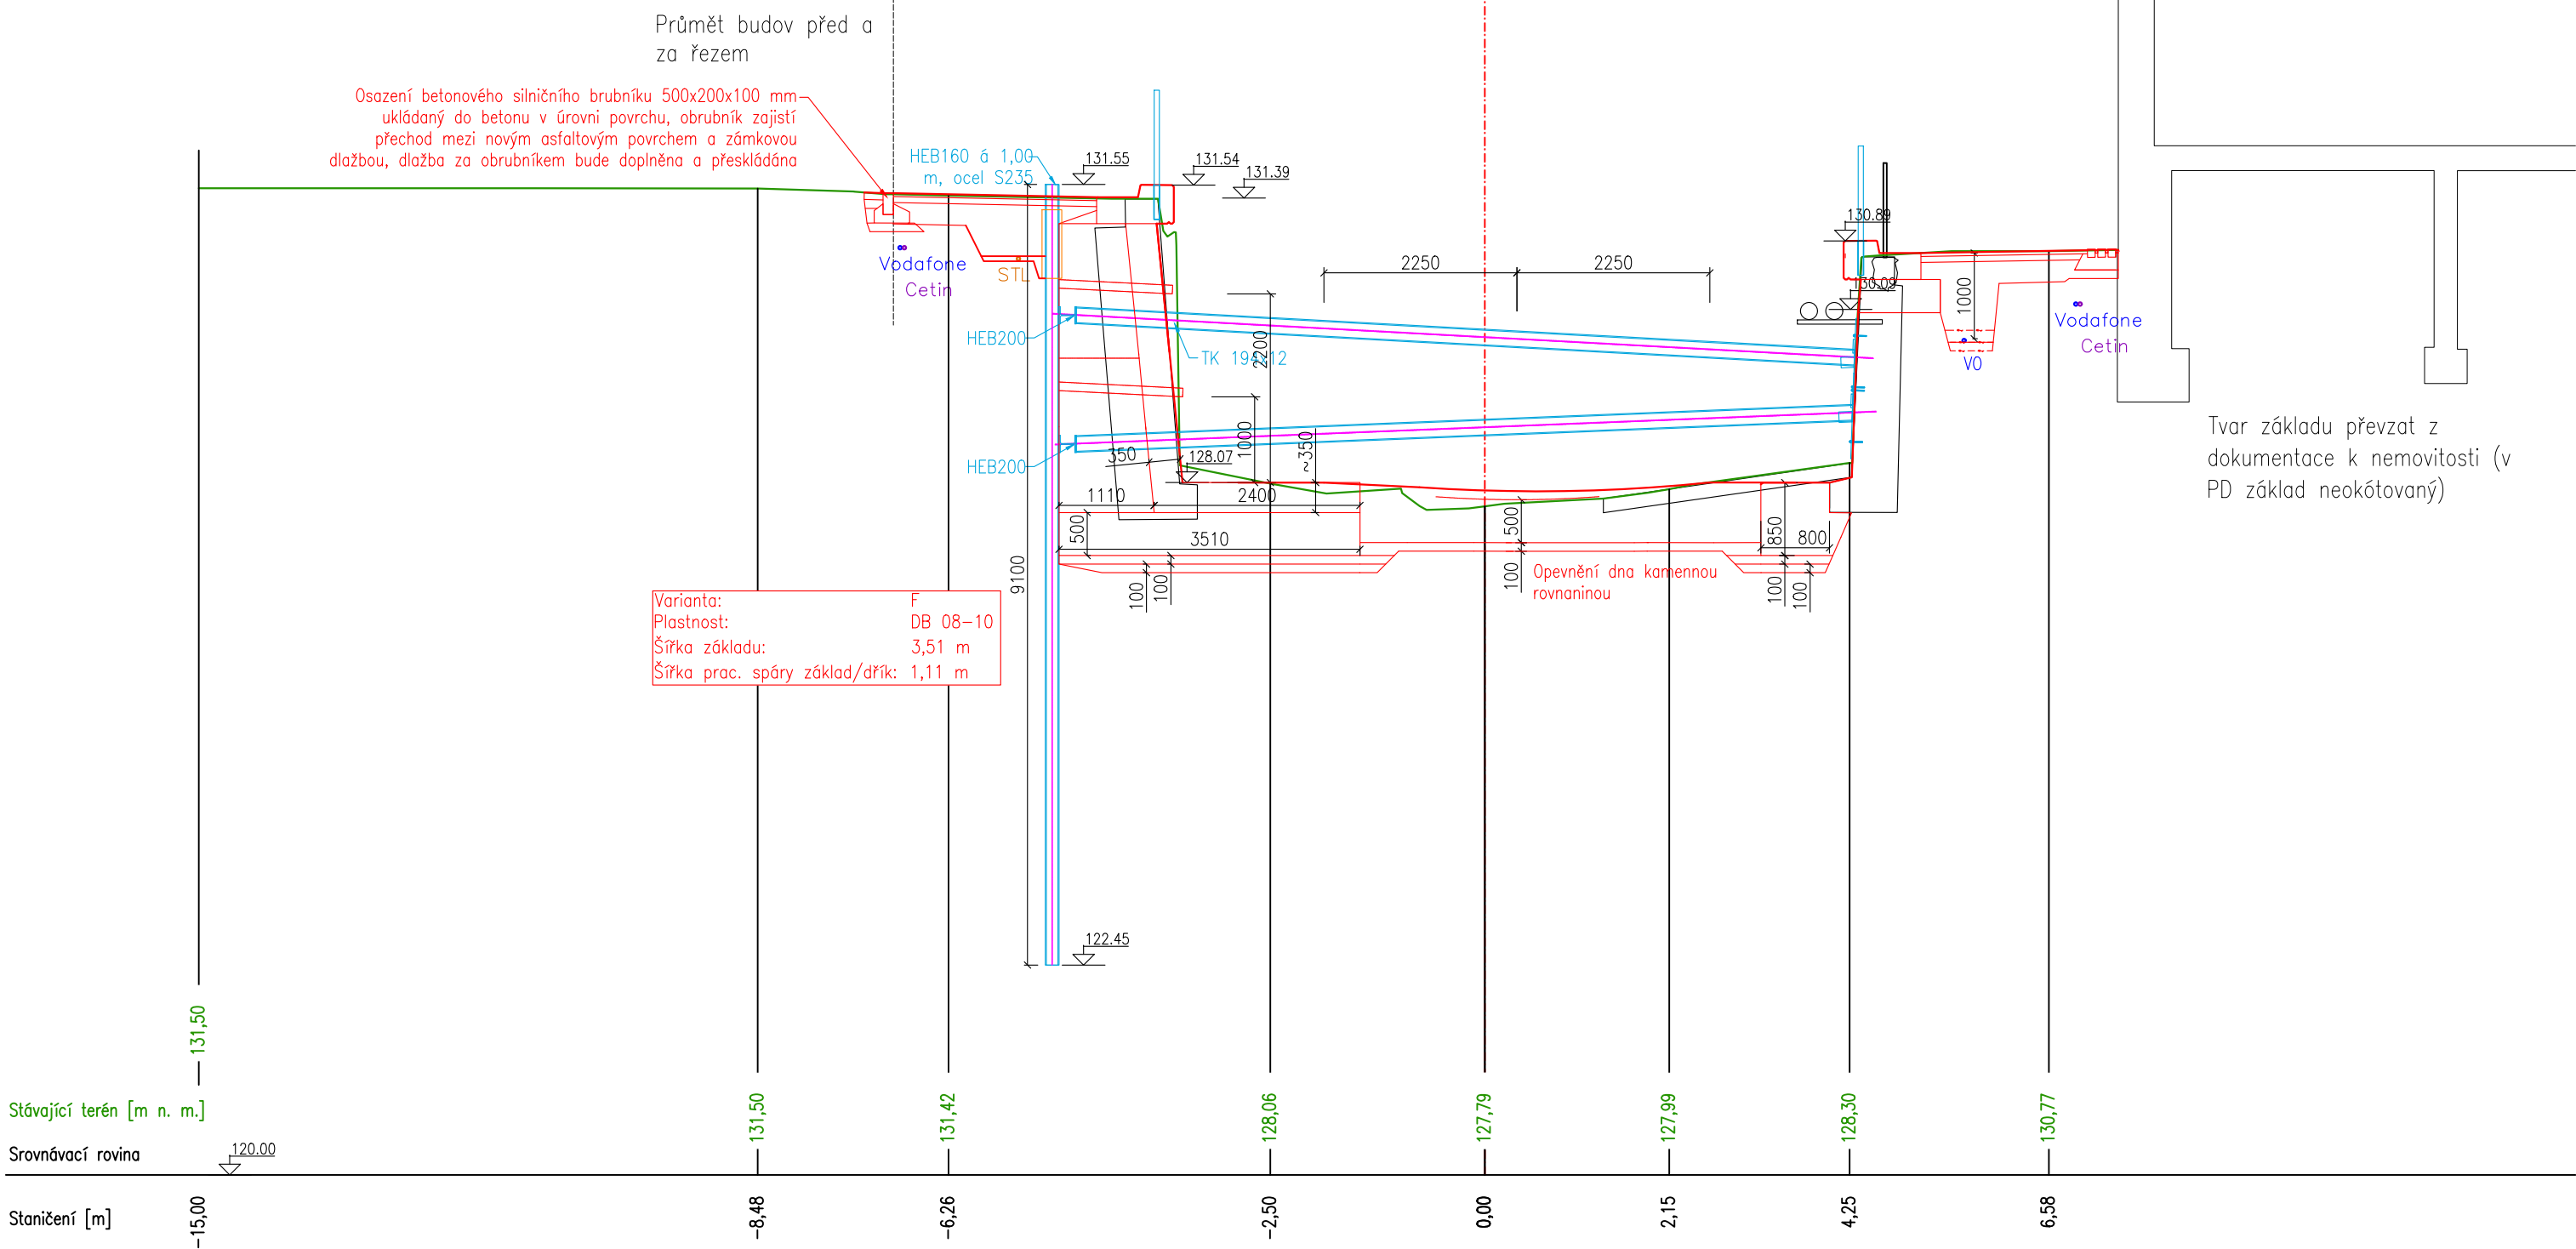 Průmět budov před a
za řezem
Osazení betonového silničního brubníku 500x200x100 mm
ukládaný do betonu v úrovni povrchu, obrubník zajistí
přechod mezi novým asfaltovým povrchem a zámkovou
dlažbou, dlažba za obrubníkem bude doplněna a přeskládána
HEB160 á 1,00
m, ocel S235
131.55
131.54
131.39
130.89
130.09
Vodafone
Cetin
STL
2250
2250
1000
Vodafone
Cetin
VO
HEB200
TK 194x12
2200
HEB200
350
128.07
1000
~350
1110
2400
500
3510
500
850
800
9100
100
100
100
100
100
Opevnění dna kamennou
rovnaninou
Tvar základu převzat z
dokumentace k nemovitosti (v
PD základ neokótovaný)
Varianta: F
Plastnost: DB 08-10
Šířka základu: 3,51 m
Šířka prac. spáry základ/dřík: 1,11 m
122.45
Stávající terén [m n. m.]
131,50
131,50
131,42
128,06
127,79
127,99
128,30
130,77
Srovnávací rovina
120.00
Staničení [m]
-15,00
-8,48
-6,26
-2,50
0,00
2,15
4,25
6,58